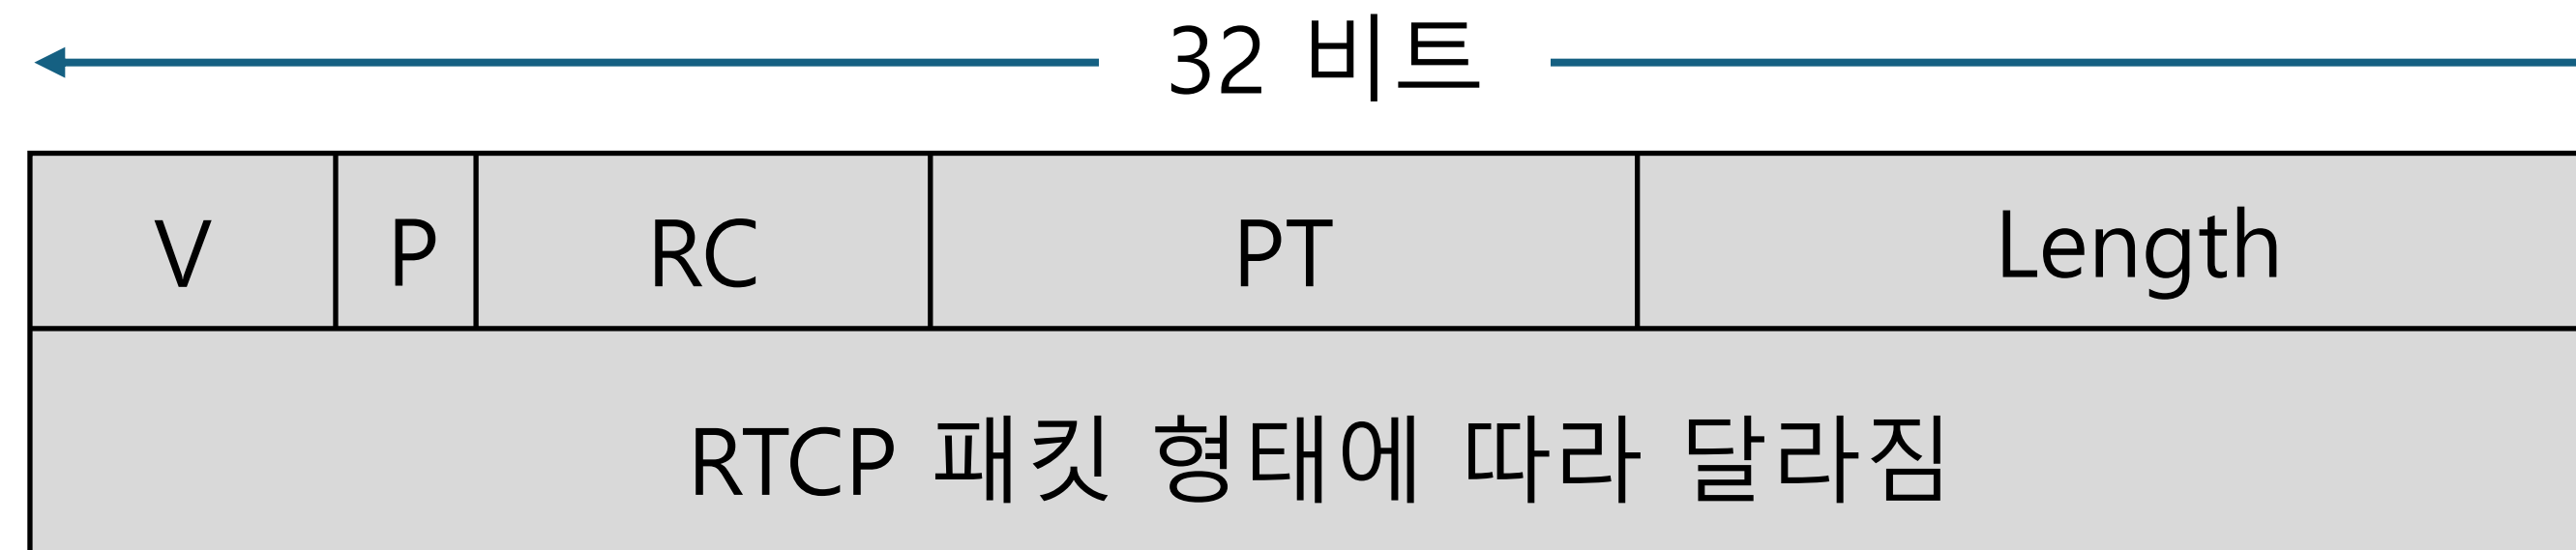 32 비트
V P RC PT Length
RTCP 패킷 형태에 따라 달라짐